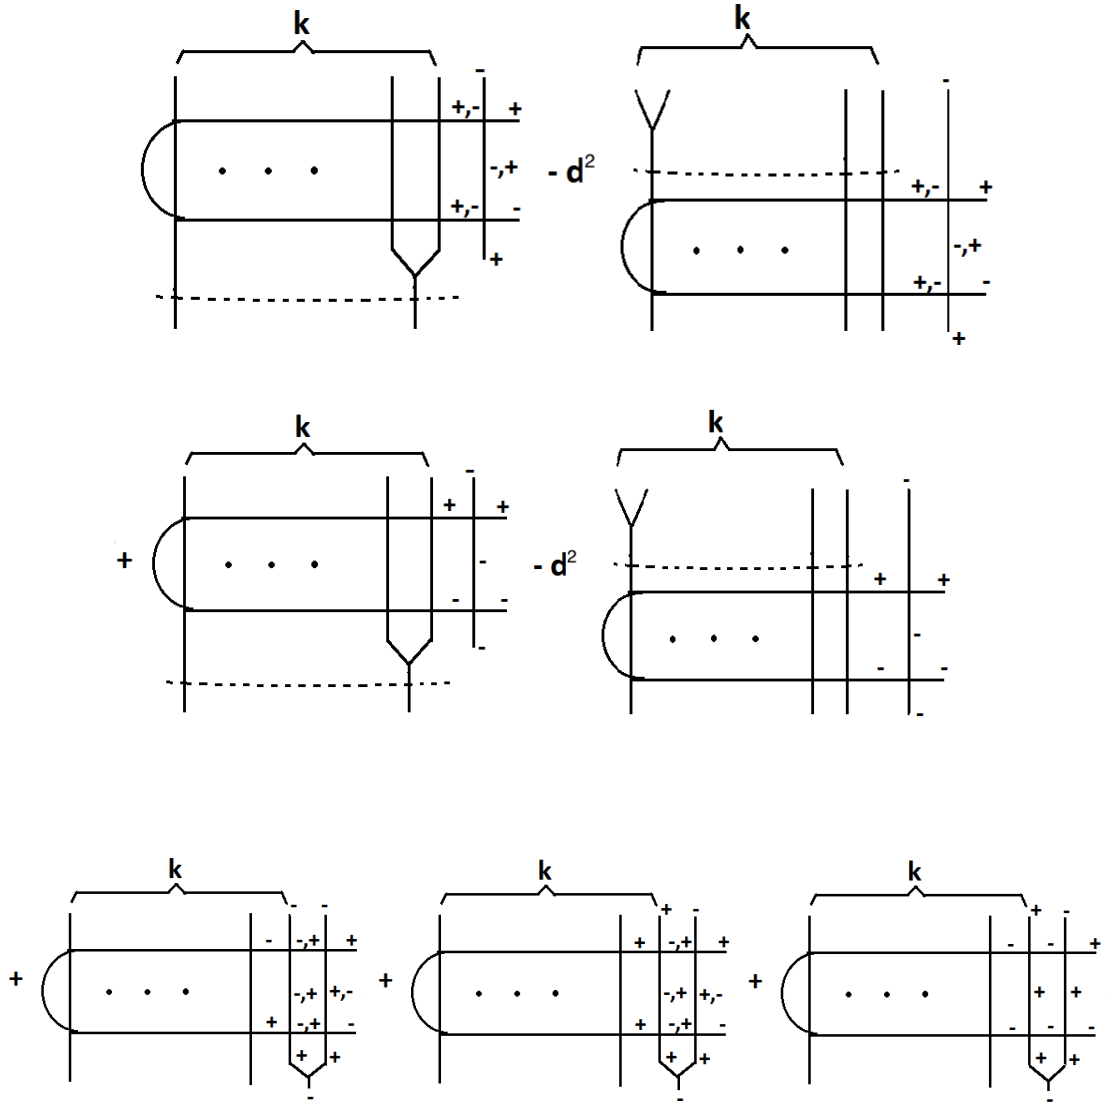 k k
- -
+,- + +,- +
-,+ - d² -,+
+,- - +,- -
+ +
k k
- -
+ + + +
+ - - d² -
- - - -
- -
k k k
- - + - + -
- -,+ + + -,+ + - - +
+ -,+ +,- + -,+ +,- + + +
+ -,+ - + -,+ - - - -
+ + + + + +
- - -